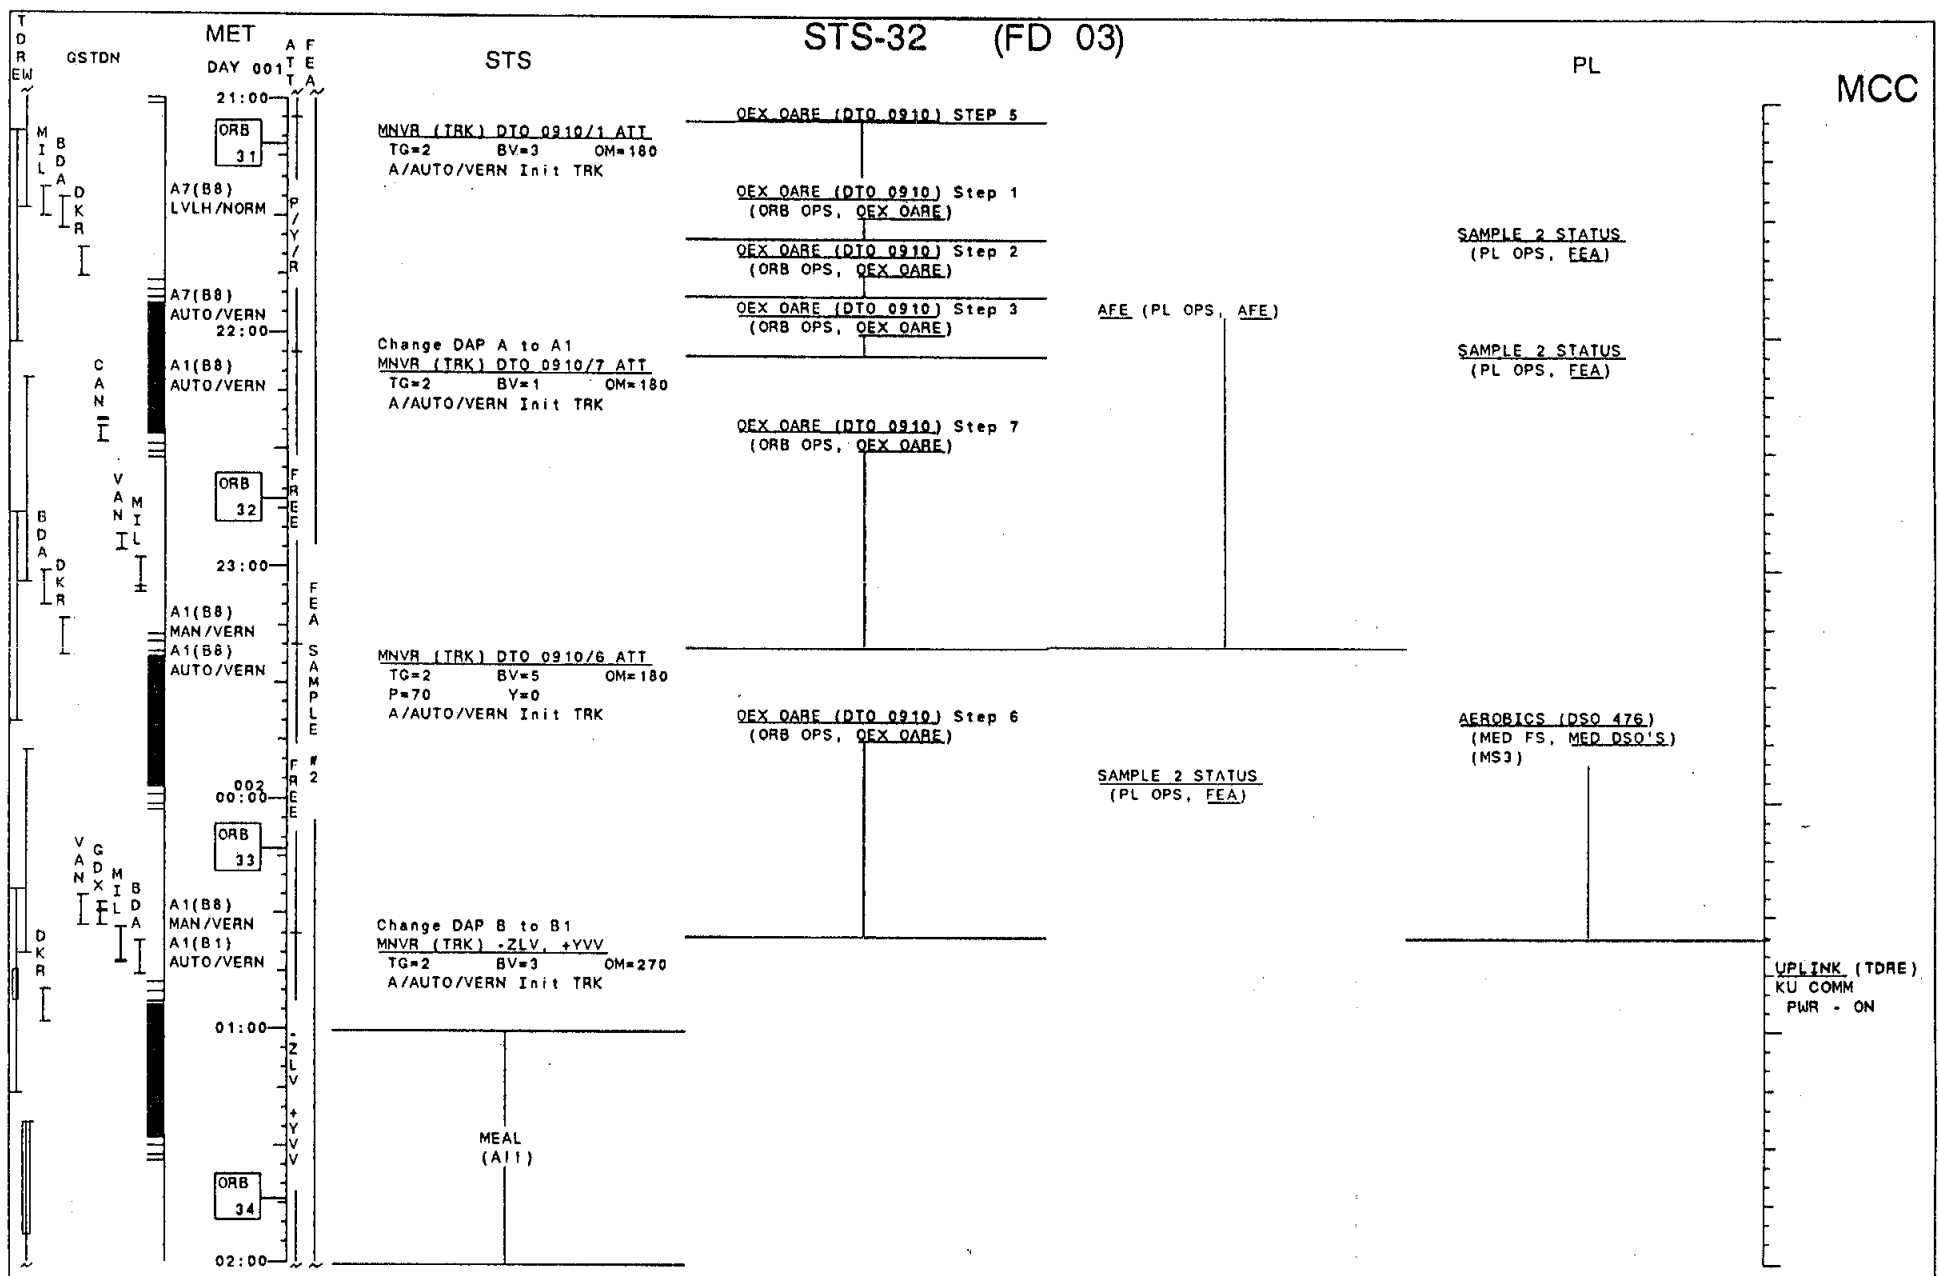 STS-32 (FD 03)
TDRE W
GSTDN
MET
DAY 001
ATT
FEA
STS
PL
MCC
21:00
ORB
31
MIL
BDA
DKR
A7(B8)
LVLH/NORM
P/Y/R
A7(B8)
AUTO/VERN
22:00
A1(B8)
AUTO/VERN
CAN
ORB
32
FREE
VAN
MIL
BDA
DKR
23:00
A1(B8)
MAN/VERN
A1(B8)
AUTO/VERN
FEA SAMPLE #2
FREE
002
00:00
ORB
33
VAN
GDX
MIL
BDA
DKR
A1(B8)
MAN/VERN
A1(B1)
AUTO/VERN
01:00
-ZLV +YVV
ORB
34
02:00
MNVR (TRK) DTO 0910/1 ATT
TG=2 BV=3 OM=180
A/AUTO/VERN Init TRK
Change DAP A to A1
MNVR (TRK) DTO 0910/7 ATT
TG=2 BV=1 OM=180
A/AUTO/VERN Init TRK
MNVR (TRK) DTO 0910/6 ATT
TG=2 BV=5 OM=180
P=70 Y=0
A/AUTO/VERN Init TRK
Change DAP B to B1
MNVR (TRK) -ZLV, +YVV
TG=2 BV=3 OM=270
A/AUTO/VERN Init TRK
MEAL
(All)
OEX OARE (DTO 0910) STEP 5
OEX OARE (DTO 0910) Step 1
(ORB OPS, OEX OARE)
OEX OARE (DTO 0910) Step 2
(ORB OPS, OEX OARE)
OEX OARE (DTO 0910) Step 3
(ORB OPS, OEX OARE)
OEX OARE (DTO 0910) Step 7
(ORB OPS, OEX OARE)
OEX OARE (DTO 0910) Step 6
(ORB OPS, OEX OARE)
AFE (PL OPS, AFE)
SAMPLE 2 STATUS
(PL OPS, FEA)
SAMPLE 2 STATUS
(PL OPS, FEA)
SAMPLE 2 STATUS
(PL OPS, FEA)
AEROBICS (DSO 476)
(MED FS, MED DSO'S)
(MS3)
UPLINK (TDRE)
KU COMM
PWR - ON